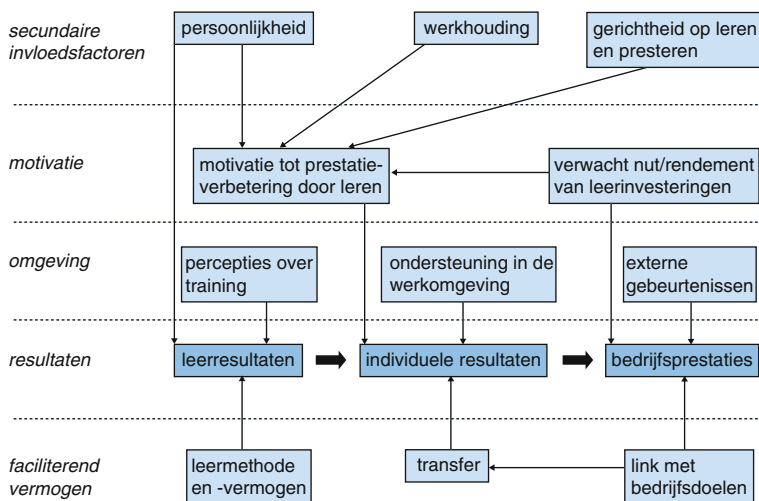 secundaire
invloedsfactoren
persoonlijkheid
werkhouding
gerichtheid op leren
en presteren
motivatie
motivatie tot prestatie-
verbetering door leren
verwacht nut/rendement
van leerinvesteringen
omgeving
percepties over
training
ondersteuning in de
werkomgeving
externe
gebeurtenissen
resultaten
leerresultaten
individuele resultaten
bedrijfsprestaties
faciliterend
vermogen
leermethode
en -vermogen
transfer
link met
bedrijfsdoelen